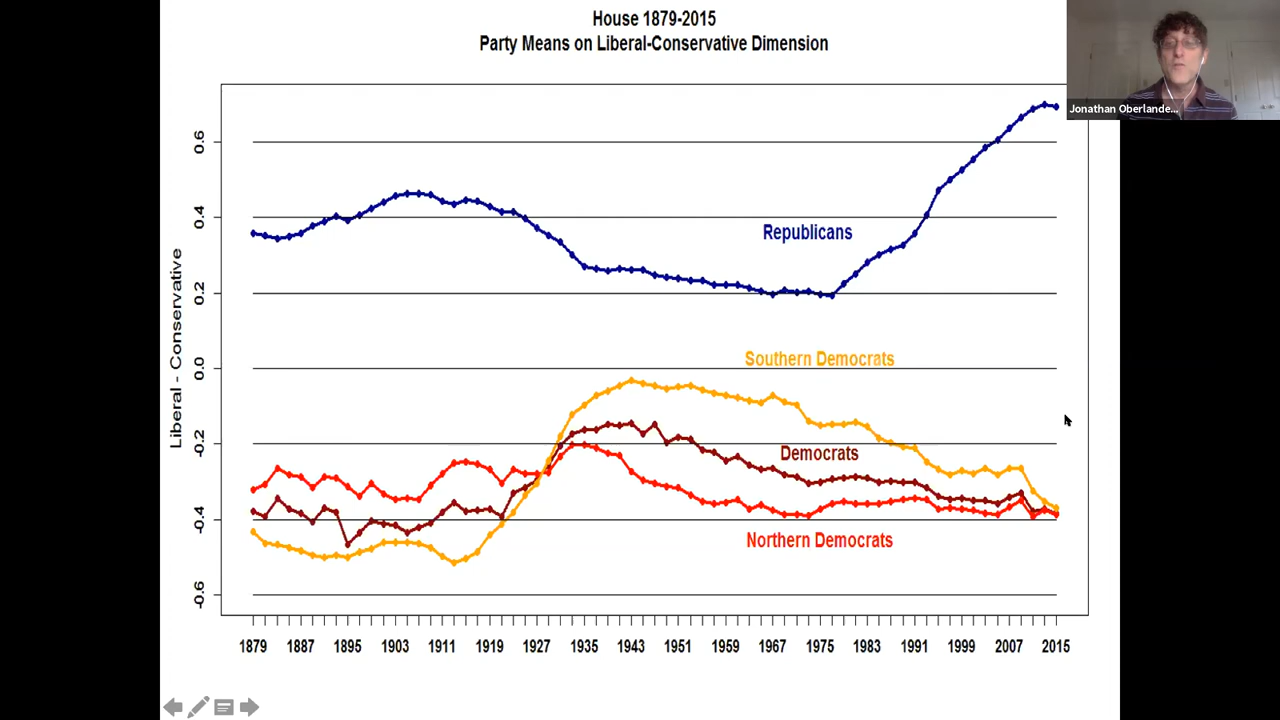 House 1879-2015
Party Means on Liberal-Conservative Dimension
Jonathan Oberlande...
Liberal - Conservative
0.6
0.4
0.2
0.0
-0.2
-0.4
-0.6
Republicans
Southern Democrats
Democrats
Northern Democrats
1879 1887 1895 1903 1911 1919 1927 1935 1943 1951 1959 1967 1975 1983 1991 1999 2007 2015